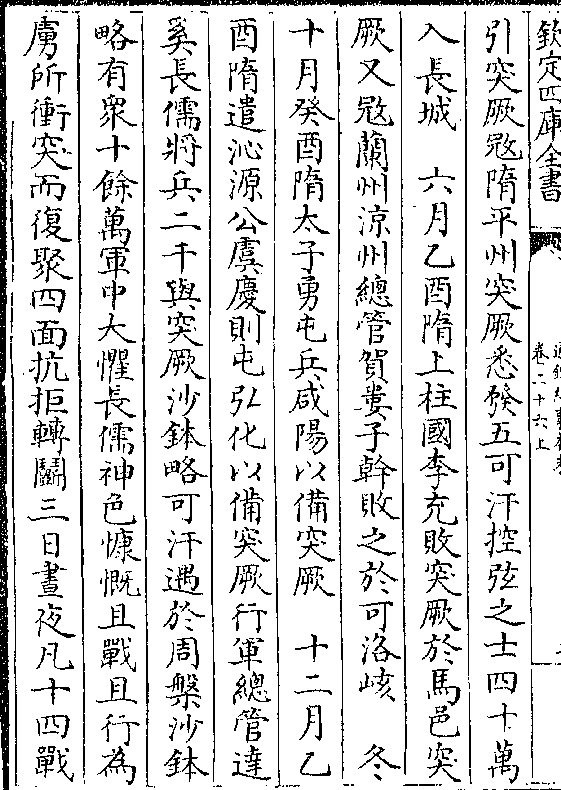 欽定四庫全書
卷二十六上
引突厥㓂隋平州突厥悉發五可汗控弦之士四十萬
入長城　六月乙酉隋上柱國李充敗突厥於馬邑突
厥又㓂蘭州涼州總管賀婁子幹敗之於可洛峐　冬
十月癸酉隋太子勇屯兵咸陽以備突厥　十二月乙
酉隋遣沁源公虞慶則屯弘化以備突厥行軍總管達
奚長儒將兵二千與突厥沙鉢略可汗遇於周槃沙鉢
略有衆十餘萬軍中大懼長儒神色慷慨且戰且行為
虜所衝突而復聚四面抗拒轉鬭三日晝夜凡十四戰